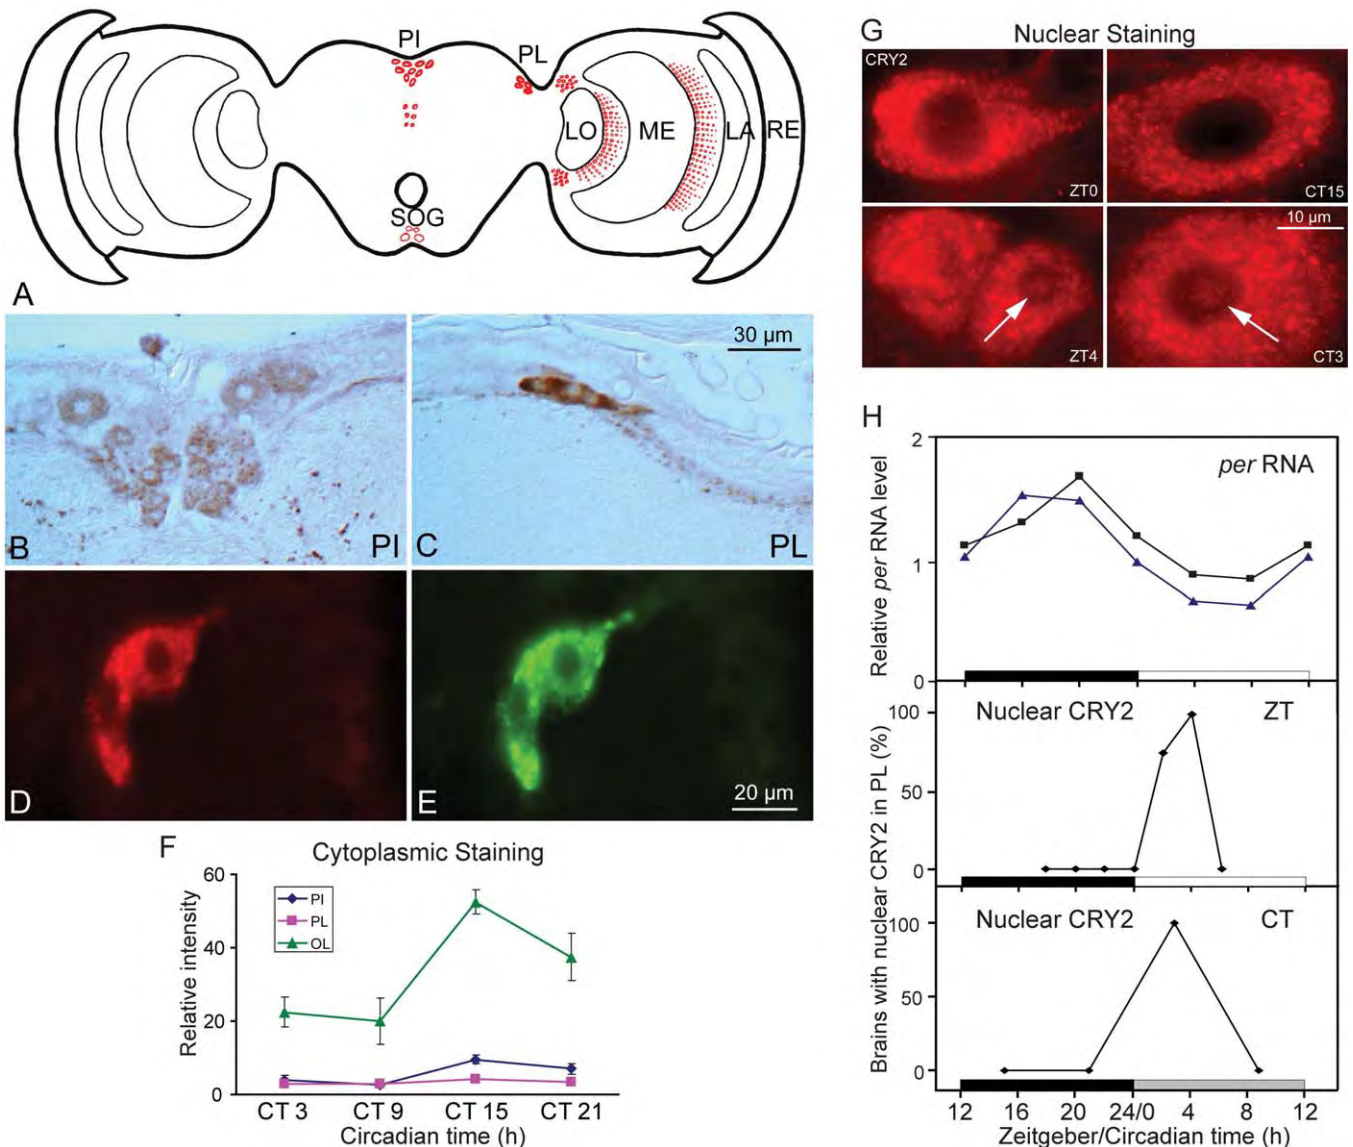 PI
PL
LO
ME
LA
RE
SOG
A
B
PI
C
30 µm
PL
D
E
20 µm
F
Cytoplasmic Staining
Relative intensity
60
40
20
0
PI
PL
OL
CT 3
CT 9
CT 15
CT 21
Circadian time (h)
G
Nuclear Staining
CRY2
ZT0
CT15
ZT4
10 µm
CT3
H
Relative per RNA level
2
1
0
per RNA
Brains with nuclear CRY2 in PL (%)
100
50
0
Nuclear CRY2
ZT
100
50
0
Nuclear CRY2
CT
12
16
20
24/0
4
8
12
Zeitgeber/Circadian time (h)